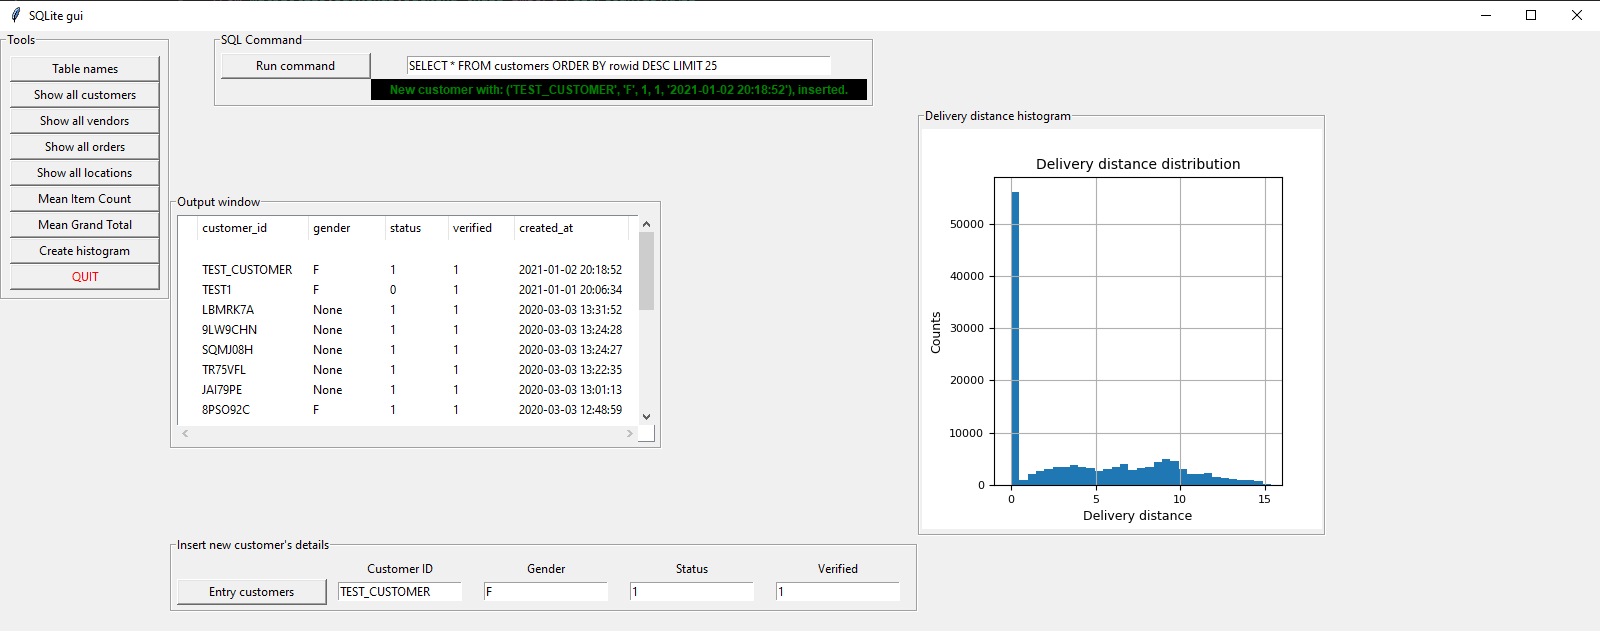 SQLite gui
Tools
Table names
Show all customers
Show all vendors
Show all orders
Show all locations
Mean Item Count
Mean Grand Total
Create histogram
QUIT
SQL Command
Run command
SELECT * FROM customers ORDER BY rowid DESC LIMIT 25
New customer with: ('TEST_CUSTOMER', 'F', 1, 1, '2021-01-02 20:18:52'), inserted.
Output window
customer_id gender status verified created_at
TEST_CUSTOMER F 1 1 2021-01-02 20:18:52
TEST1 F 0 1 2021-01-01 20:06:34
LBMRK7A None 1 1 2020-03-03 13:31:52
9LW9CHN None 1 1 2020-03-03 13:24:28
SQMJ08H None 1 1 2020-03-03 13:24:27
TR75VFL None 1 1 2020-03-03 13:22:35
JAI79PE None 1 1 2020-03-03 13:01:13
8PSO92C F 1 1 2020-03-03 12:48:59
Delivery distance histogram
Delivery distance distribution
Counts
50000
40000
30000
20000
10000
0
0 5 10 15
Delivery distance
Insert new customer's details
Customer ID Gender Status Verified
Entry customers TEST_CUSTOMER F 1 1